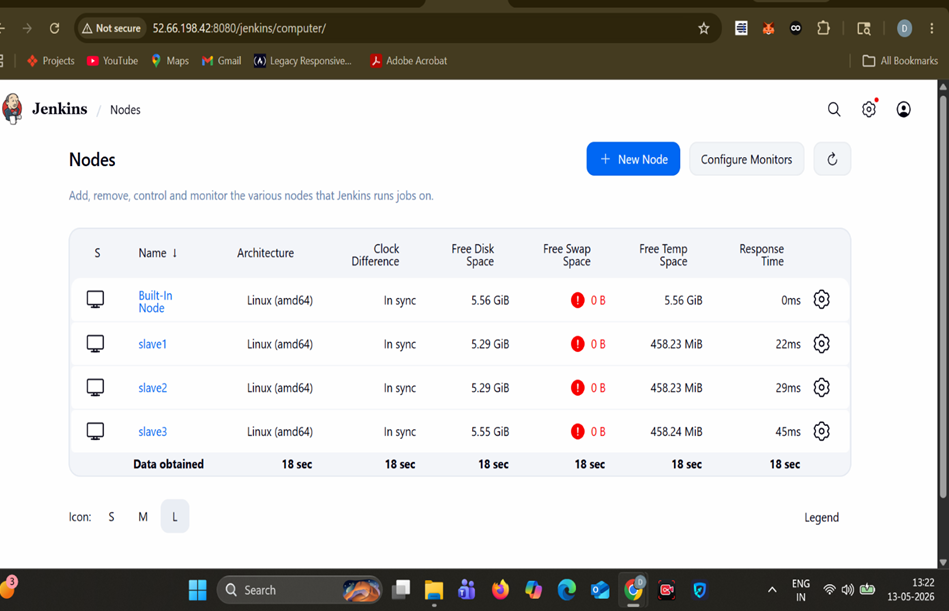 Not secure 52.66.198.42:8080/jenkins/computer/ D
Projects YouTube Maps Gmail Legacy Responsive... Adobe Acrobat All Bookmarks
Jenkins / Nodes
Nodes
+ New Node Configure Monitors
Add, remove, control and monitor the various nodes that Jenkins runs jobs on.
S Name ↓ Architecture Clock Difference Free Disk Space Free Swap Space Free Temp Space Response Time
Built-In Node Linux (amd64) In sync 5.56 GiB 0 B 5.56 GiB 0ms
slave1 Linux (amd64) In sync 5.29 GiB 0 B 458.23 MiB 22ms
slave2 Linux (amd64) In sync 5.29 GiB 0 B 458.23 MiB 29ms
slave3 Linux (amd64) In sync 5.55 GiB 0 B 458.24 MiB 45ms
Data obtained 18 sec 18 sec 18 sec 18 sec 18 sec 18 sec
Icon: S M L Legend
3 Search D ENG IN 13:22 13-05-2026